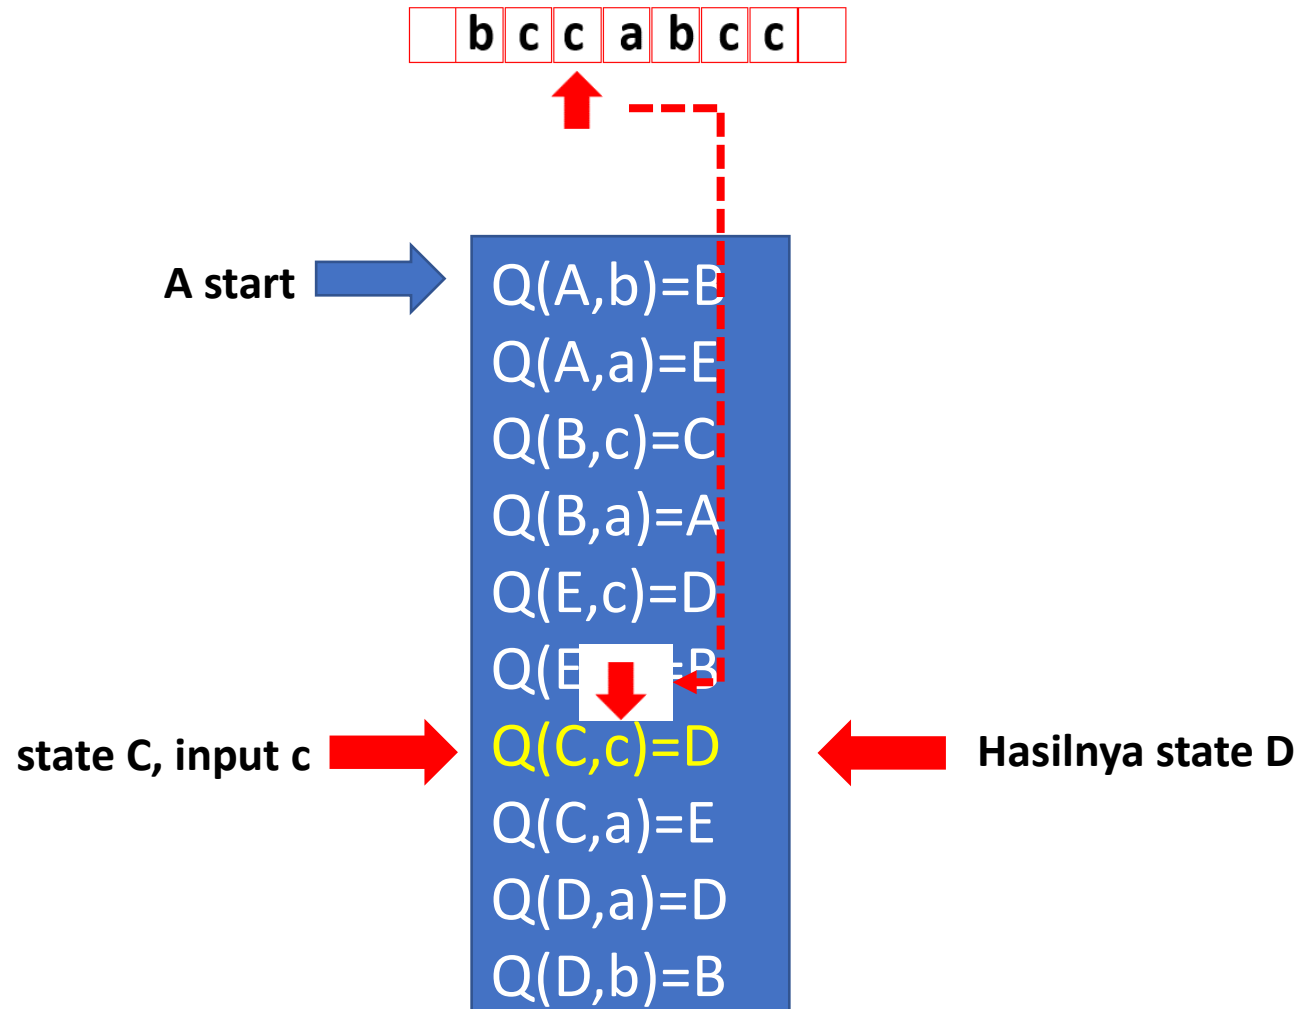 b c c a b c c
A start
Q(A,b)=B
Q(A,a)=E
Q(B,c)=C
Q(B,a)=A
Q(E,c)=D
Q(E =B
state C, input c
Q(C,c)=D
Hasilnya state D
Q(C,a)=E
Q(D,a)=D
Q(D,b)=B